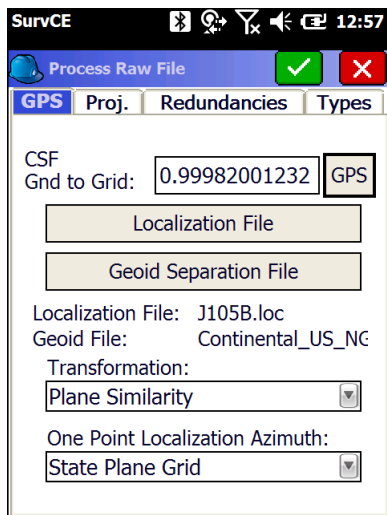 SurvCE 12:57
Process Raw File
GPS Proj. Redundancies Types
CSF
Gnd to Grid: 0.99982001232 GPS
Localization File
Geoid Separation File
Localization File: J105B.loc
Geoid File: Continental_US_NG
Transformation:
Plane Similarity
One Point Localization Azimuth:
State Plane Grid